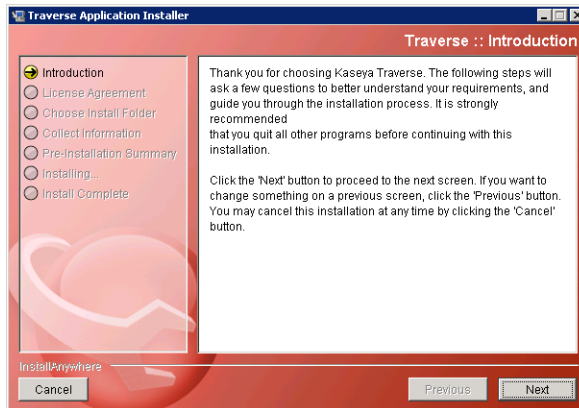 Traverse Application Installer
Traverse :: Introduction
Introduction
License Agreement
Choose Install Folder
Collect Information
Pre-Installation Summary
Installing...
Install Complete
Thank you for choosing Kaseya Traverse. The following steps will
ask a few questions to better understand your requirements, and
guide you through the installation process. It is strongly
recommended
that you quit all other programs before continuing with this
installation.
Click the 'Next' button to proceed to the next screen. If you want to
change something on a previous screen, click the 'Previous' button.
You may cancel this installation at any time by clicking the 'Cancel'
button.
InstallAnywhere
Cancel
Previous
Next